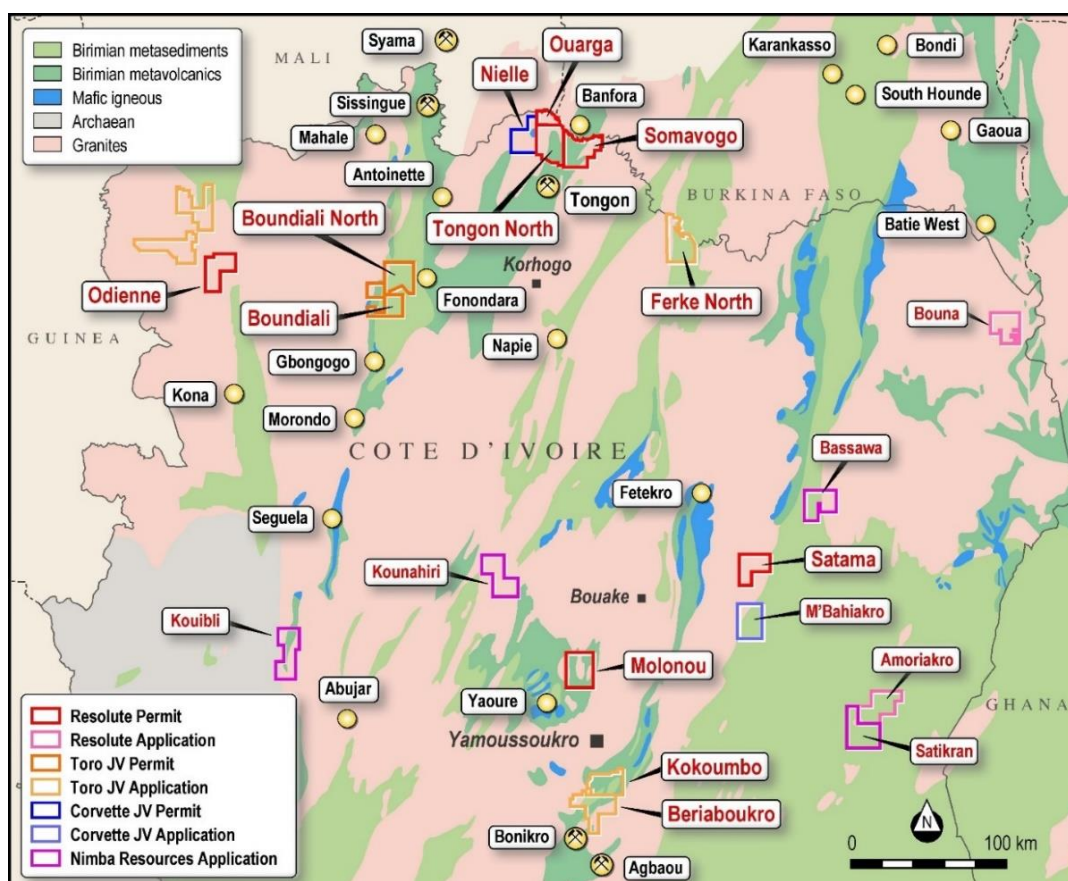 Birimian metasediments
Birimian metavolcanics
Mafic igneous
Archaean
Granites
MALI
Syama
Ouarga
Nielle
Karankasso
Bondi
Sissingue
Banfora
South Hounde
Mahale
Somavogo
Gaoua
Antoinette
Tongon
BURKINA FASO
Boundiali North
Tongon North
Batie West
Korhogo
Odienne
Fonondara
Ferke North
Boundiali
Bouna
GUINEA
Napie
Gbongogo
Kona
Morondo
COTE D'IVOIRE
Bassawa
Fetekro
Seguela
Satama
Kounahiri
Bouake
M'Bahiakro
Kouibli
Molonou
Amoriakro
Abujar
Yaoure
GHANA
Yamoussoukro
Satikran
Kokoumbo
Beriaboukro
Bonikro
Agbaou
Resolute Permit
Resolute Application
Toro JV Permit
Toro JV Application
Corvette JV Permit
Corvette JV Application
Nimba Resources Application
N
0 100 km